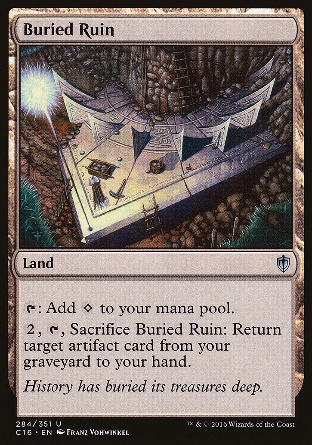 Buried Ruin
Land
: Add to your mana pool.
2, , Sacrifice Buried Ruin: Return
target artifact card from your
graveyard to your hand.
History has buried its treasures deep.
284/351 U
C16 • EN Franz Vohwinkel
™ & © 2016 Wizards of the Coast